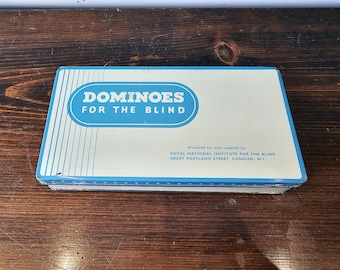 DOMINOES
FOR THE BLIND
Produced for and supplied by
ROYAL NATIONAL INSTITUTE FOR THE BLIND
GREAT PORTLAND STREET, LONDON, W.1.